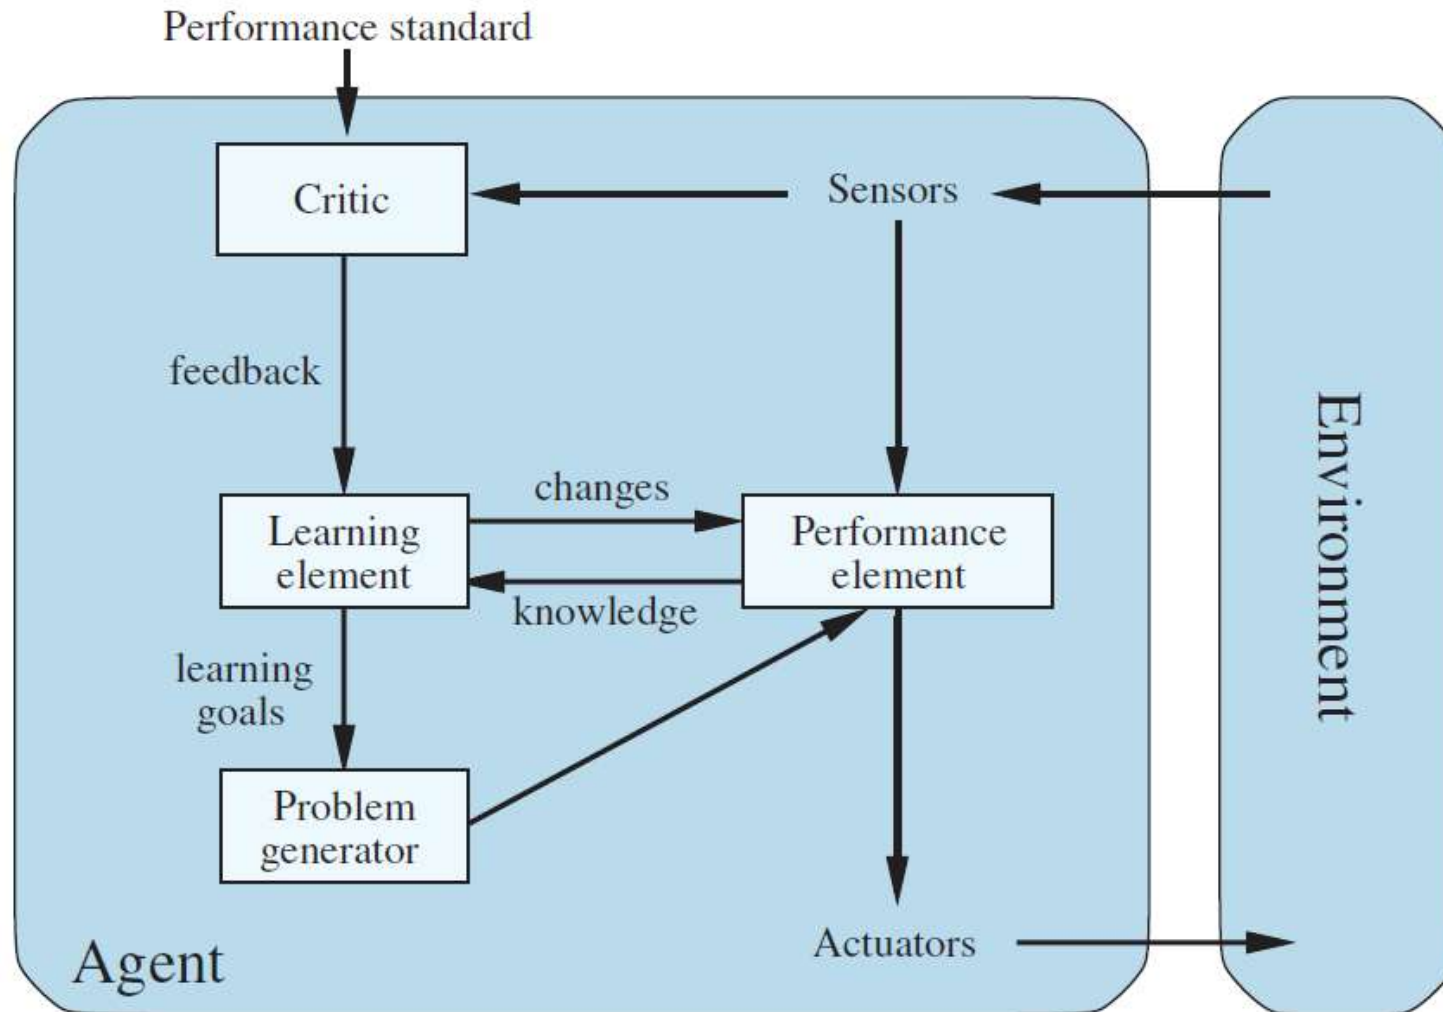 Performance standard
Critic
Sensors
feedback
changes
Learning
element
Performance
element
knowledge
learning
goals
Problem
generator
Actuators
Agent
Environment